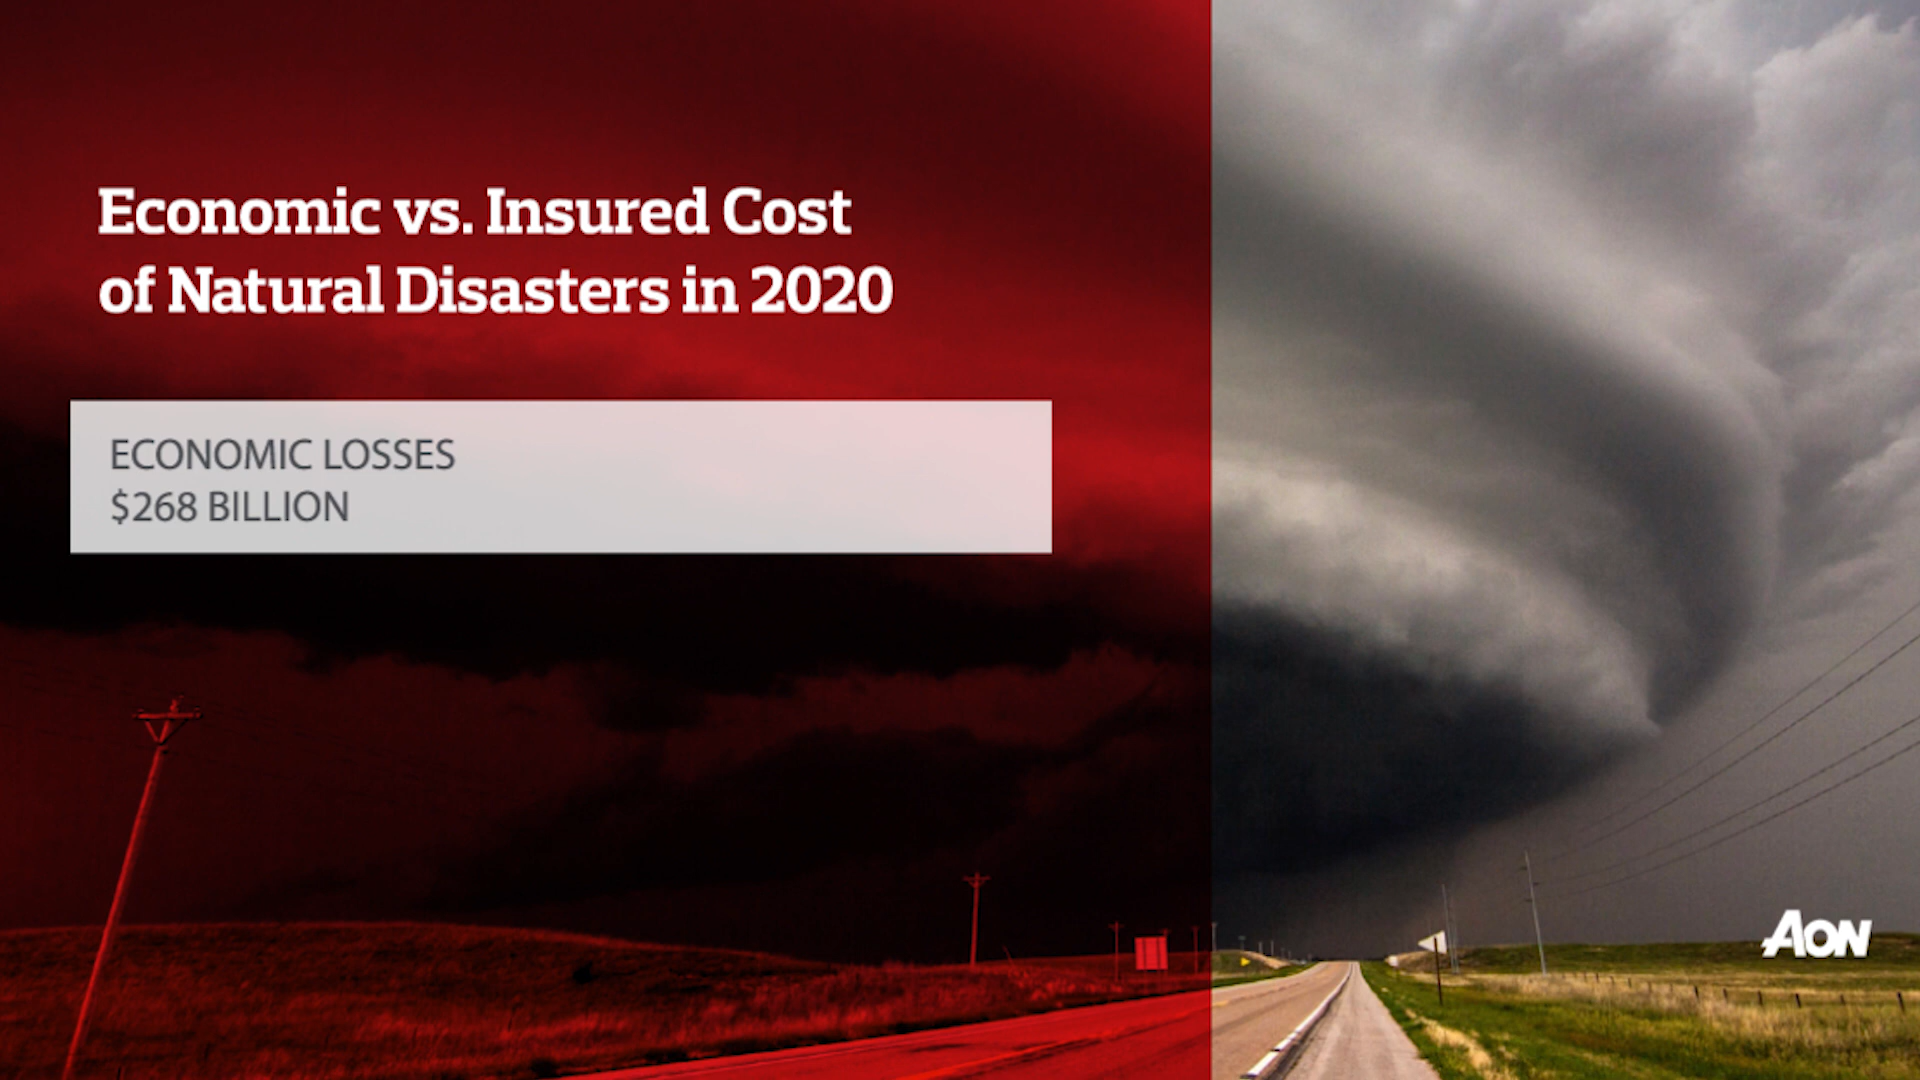 Economic vs. Insured Cost
of Natural Disasters in 2020
ECONOMIC LOSSES
$268 BILLION
AON